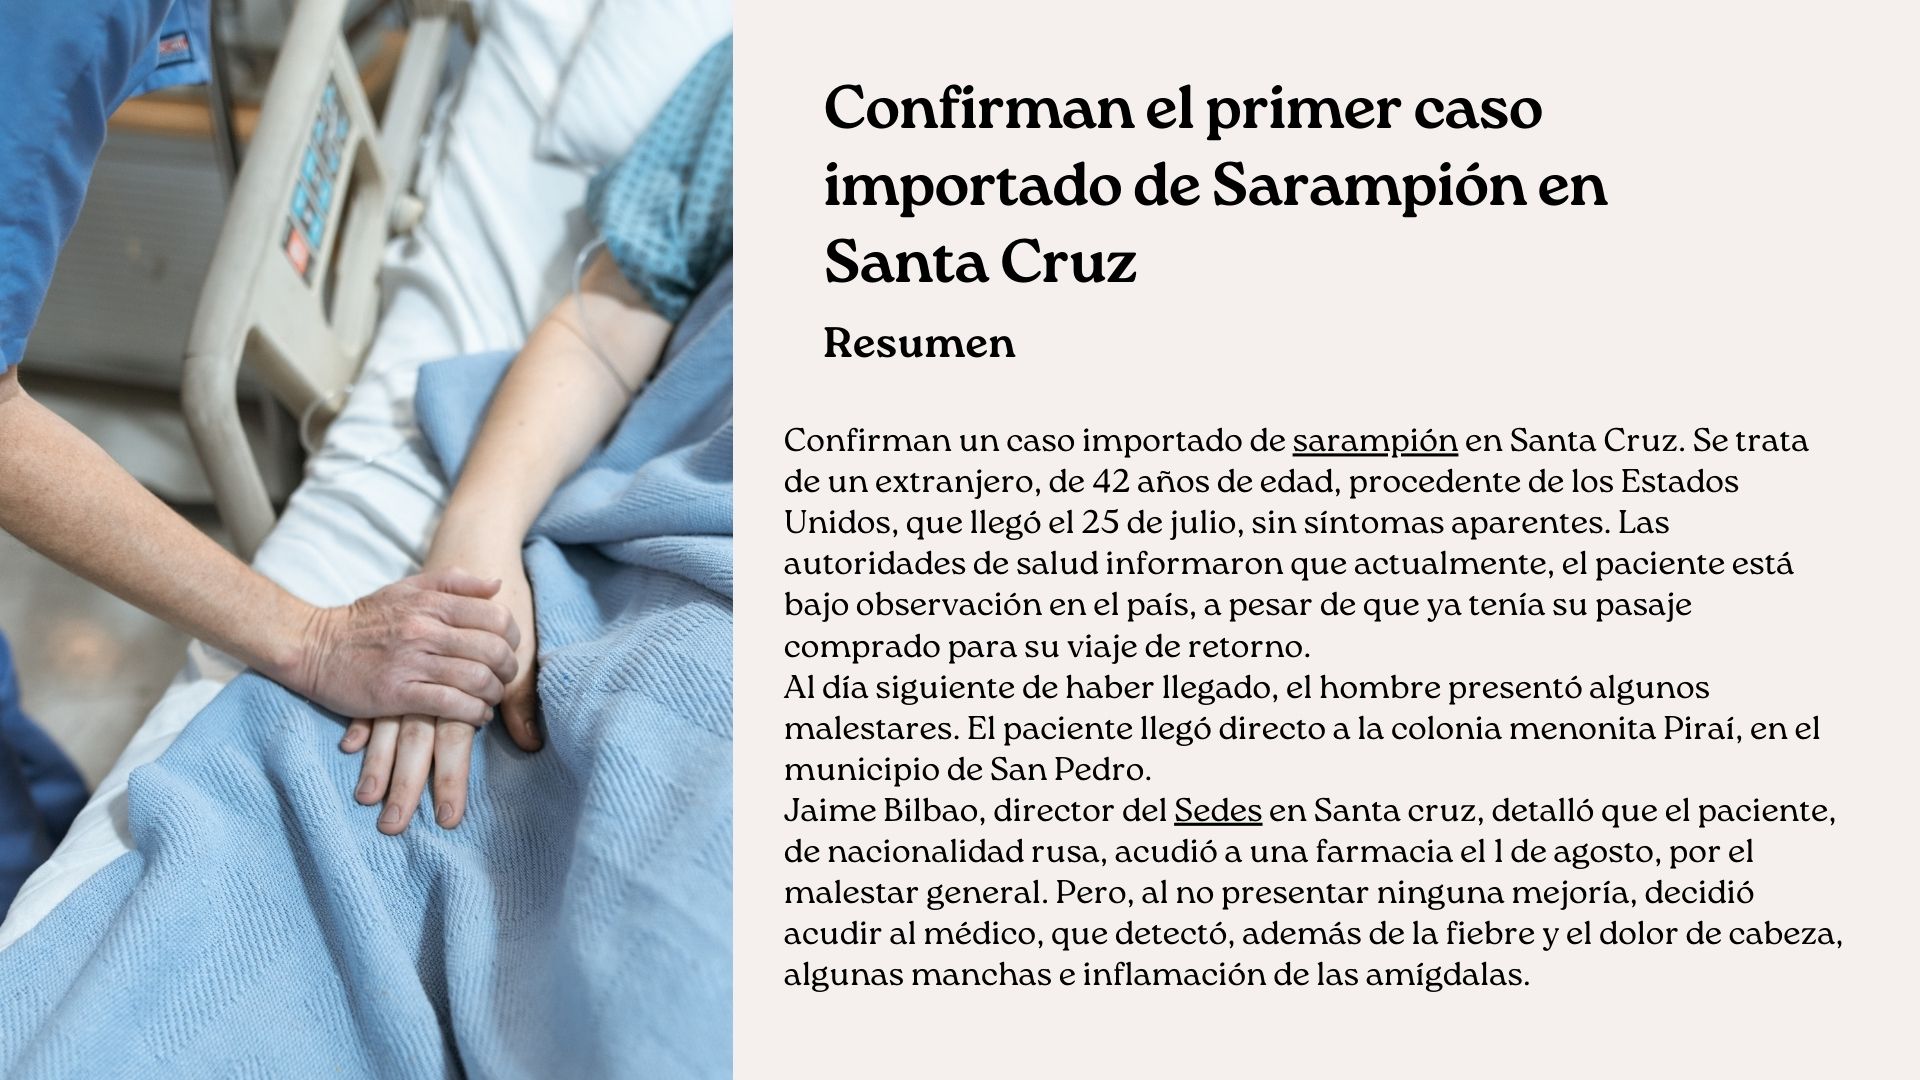 Confirman el primer caso
importado de Sarampión en
Santa Cruz
Resumen
Confirman un caso importado de sarampión en Santa Cruz. Se trata
de un extranjero, de 42 años de edad, procedente de los Estados
Unidos, que llegó el 25 de julio, sin síntomas aparentes. Las
autoridades de salud informaron que actualmente, el paciente está
bajo observación en el país, a pesar de que ya tenía su pasaje
comprado para su viaje de retorno.
Al día siguiente de haber llegado, el hombre presentó algunos
malestares. El paciente llegó directo a la colonia menonita Piraí, en el
municipio de San Pedro.
Jaime Bilbao, director del Sedes en Santa cruz, detalló que el paciente,
de nacionalidad rusa, acudió a una farmacia el 1 de agosto, por el
malestar general. Pero, al no presentar ninguna mejoría, decidió
acudir al médico, que detectó, además de la fiebre y el dolor de cabeza,
algunas manchas e inflamación de las amígdalas.